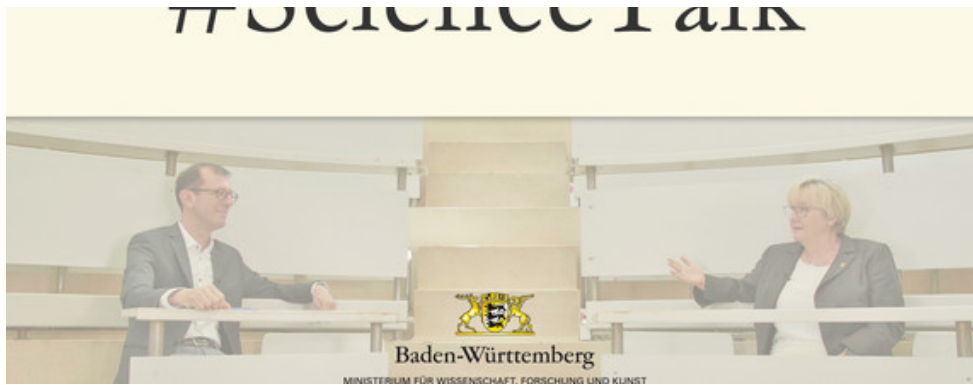 #ScienceTalk
Baden-Württemberg
MINISTERIUM FÜR WISSENSCHAFT, FORSCHUNG UND KUNST